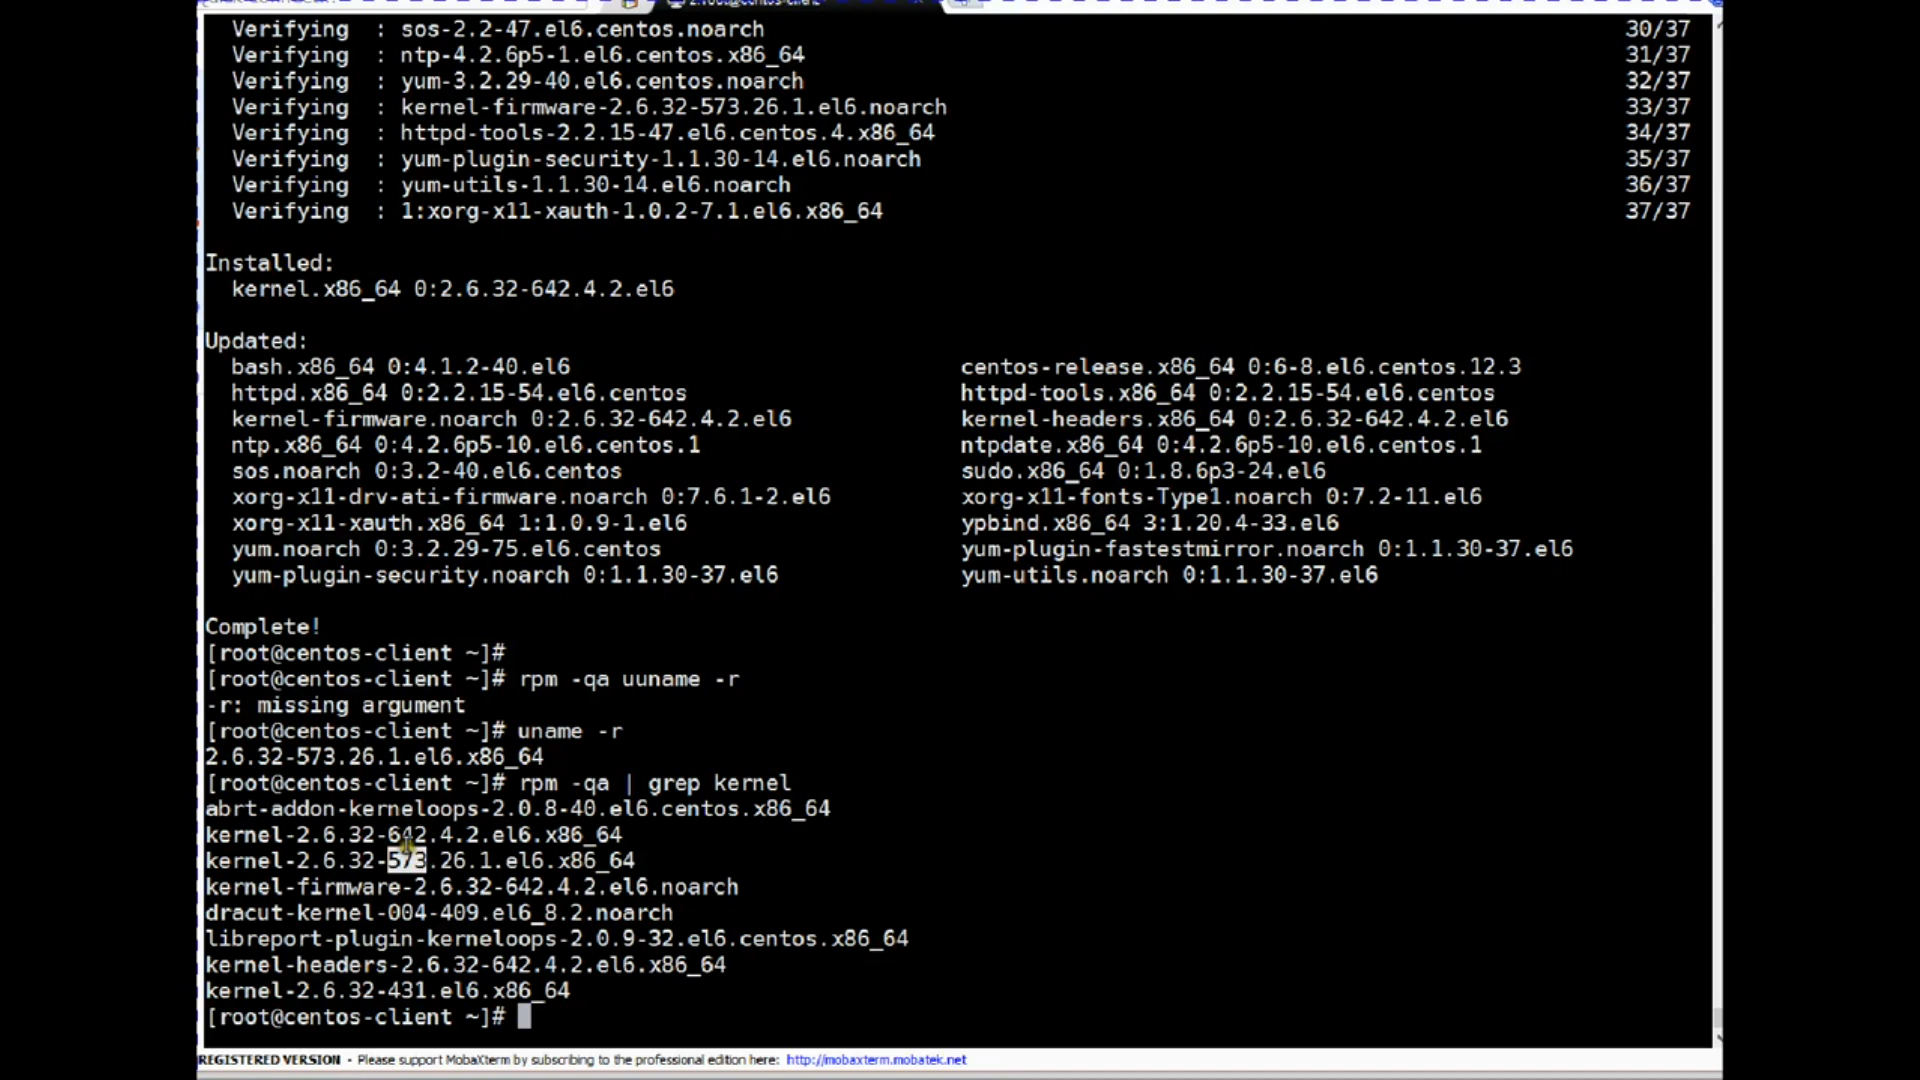 Verifying : sos-2.2-47.el6.centos.noarch 30/37
Verifying : ntp-4.2.6p5-1.el6.centos.x86_64 31/37
Verifying : yum-3.2.29-40.el6.centos.noarch 32/37
Verifying : kernel-firmware-2.6.32-573.26.1.el6.noarch 33/37
Verifying : httpd-tools-2.2.15-47.el6.centos.4.x86_64 34/37
Verifying : yum-plugin-security-1.1.30-14.el6.noarch 35/37
Verifying : yum-utils-1.1.30-14.el6.noarch 36/37
Verifying : 1:xorg-x11-xauth-1.0.2-7.1.el6.x86_64 37/37
Installed:
kernel.x86_64 0:2.6.32-642.4.2.el6
Updated:
bash.x86_64 0:4.1.2-40.el6 centos-release.x86_64 0:6-8.el6.centos.12.3
httpd.x86_64 0:2.2.15-54.el6.centos httpd-tools.x86_64 0:2.2.15-54.el6.centos
kernel-firmware.noarch 0:2.6.32-642.4.2.el6 kernel-headers.x86_64 0:2.6.32-642.4.2.el6
ntp.x86_64 0:4.2.6p5-10.el6.centos.1 ntpdate.x86_64 0:4.2.6p5-10.el6.centos.1
sos.noarch 0:3.2-40.el6.centos sudo.x86_64 0:1.8.6p3-24.el6
xorg-x11-drv-ati-firmware.noarch 0:7.6.1-2.el6 xorg-x11-fonts-Type1.noarch 0:7.2-11.el6
xorg-x11-xauth.x86_64 1:1.0.9-1.el6 ypbind.x86_64 3:1.20.4-33.el6
yum.noarch 0:3.2.29-75.el6.centos yum-plugin-fastestmirror.noarch 0:1.1.30-37.el6
yum-plugin-security.noarch 0:1.1.30-37.el6 yum-utils.noarch 0:1.1.30-37.el6
Complete!
[root@centos-client ~]#
[root@centos-client ~]# rpm -qa uuname -r
-r: missing argument
[root@centos-client ~]# uname -r
2.6.32-573.26.1.el6.x86_64
[root@centos-client ~]# rpm -qa | grep kernel
abrt-addon-kerneloops-2.0.8-40.el6.centos.x86_64
kernel-2.6.32-642.4.2.el6.x86_64
kernel-2.6.32-573.26.1.el6.x86_64
kernel-firmware-2.6.32-642.4.2.el6.noarch
dracut-kernel-004-409.el6_8.2.noarch
libreport-plugin-kerneloops-2.0.9-32.el6.centos.x86_64
kernel-headers-2.6.32-642.4.2.el6.x86_64
kernel-2.6.32-431.el6.x86_64
[root@centos-client ~]#
REGISTERED VERSION - Please support MobaXterm by subscribing to the professional edition here: http://mobaxterm.mobatek.net